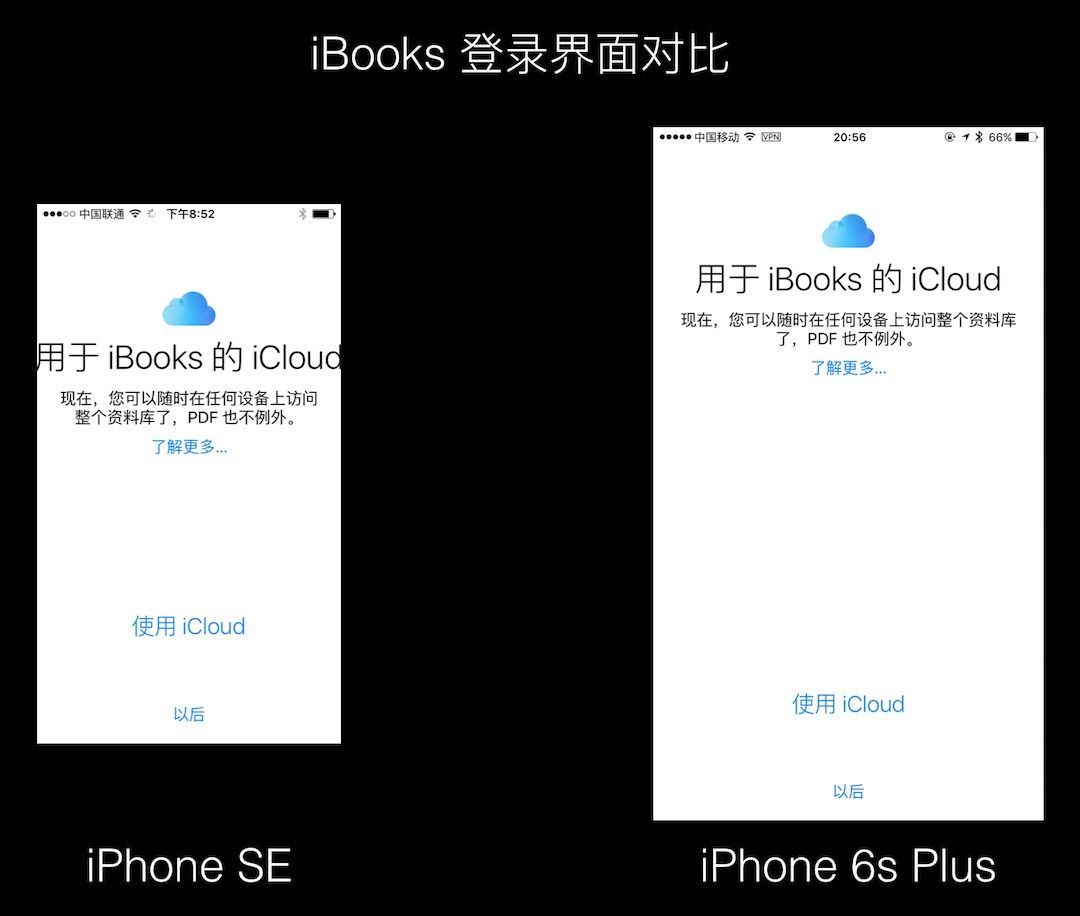 iBooks 登录界面对比
中国联通 下午8:52
用于 iBooks 的 iCloud
现在，您可以随时在任何设备上访问
整个资料库了，PDF 也不例外。
了解更多...
使用 iCloud
以后
iPhone SE
中国移动 VPN 20:56 66%
用于 iBooks 的 iCloud
现在，您可以随时在任何设备上访问整个资料库
了，PDF 也不例外。
了解更多...
使用 iCloud
以后
iPhone 6s Plus